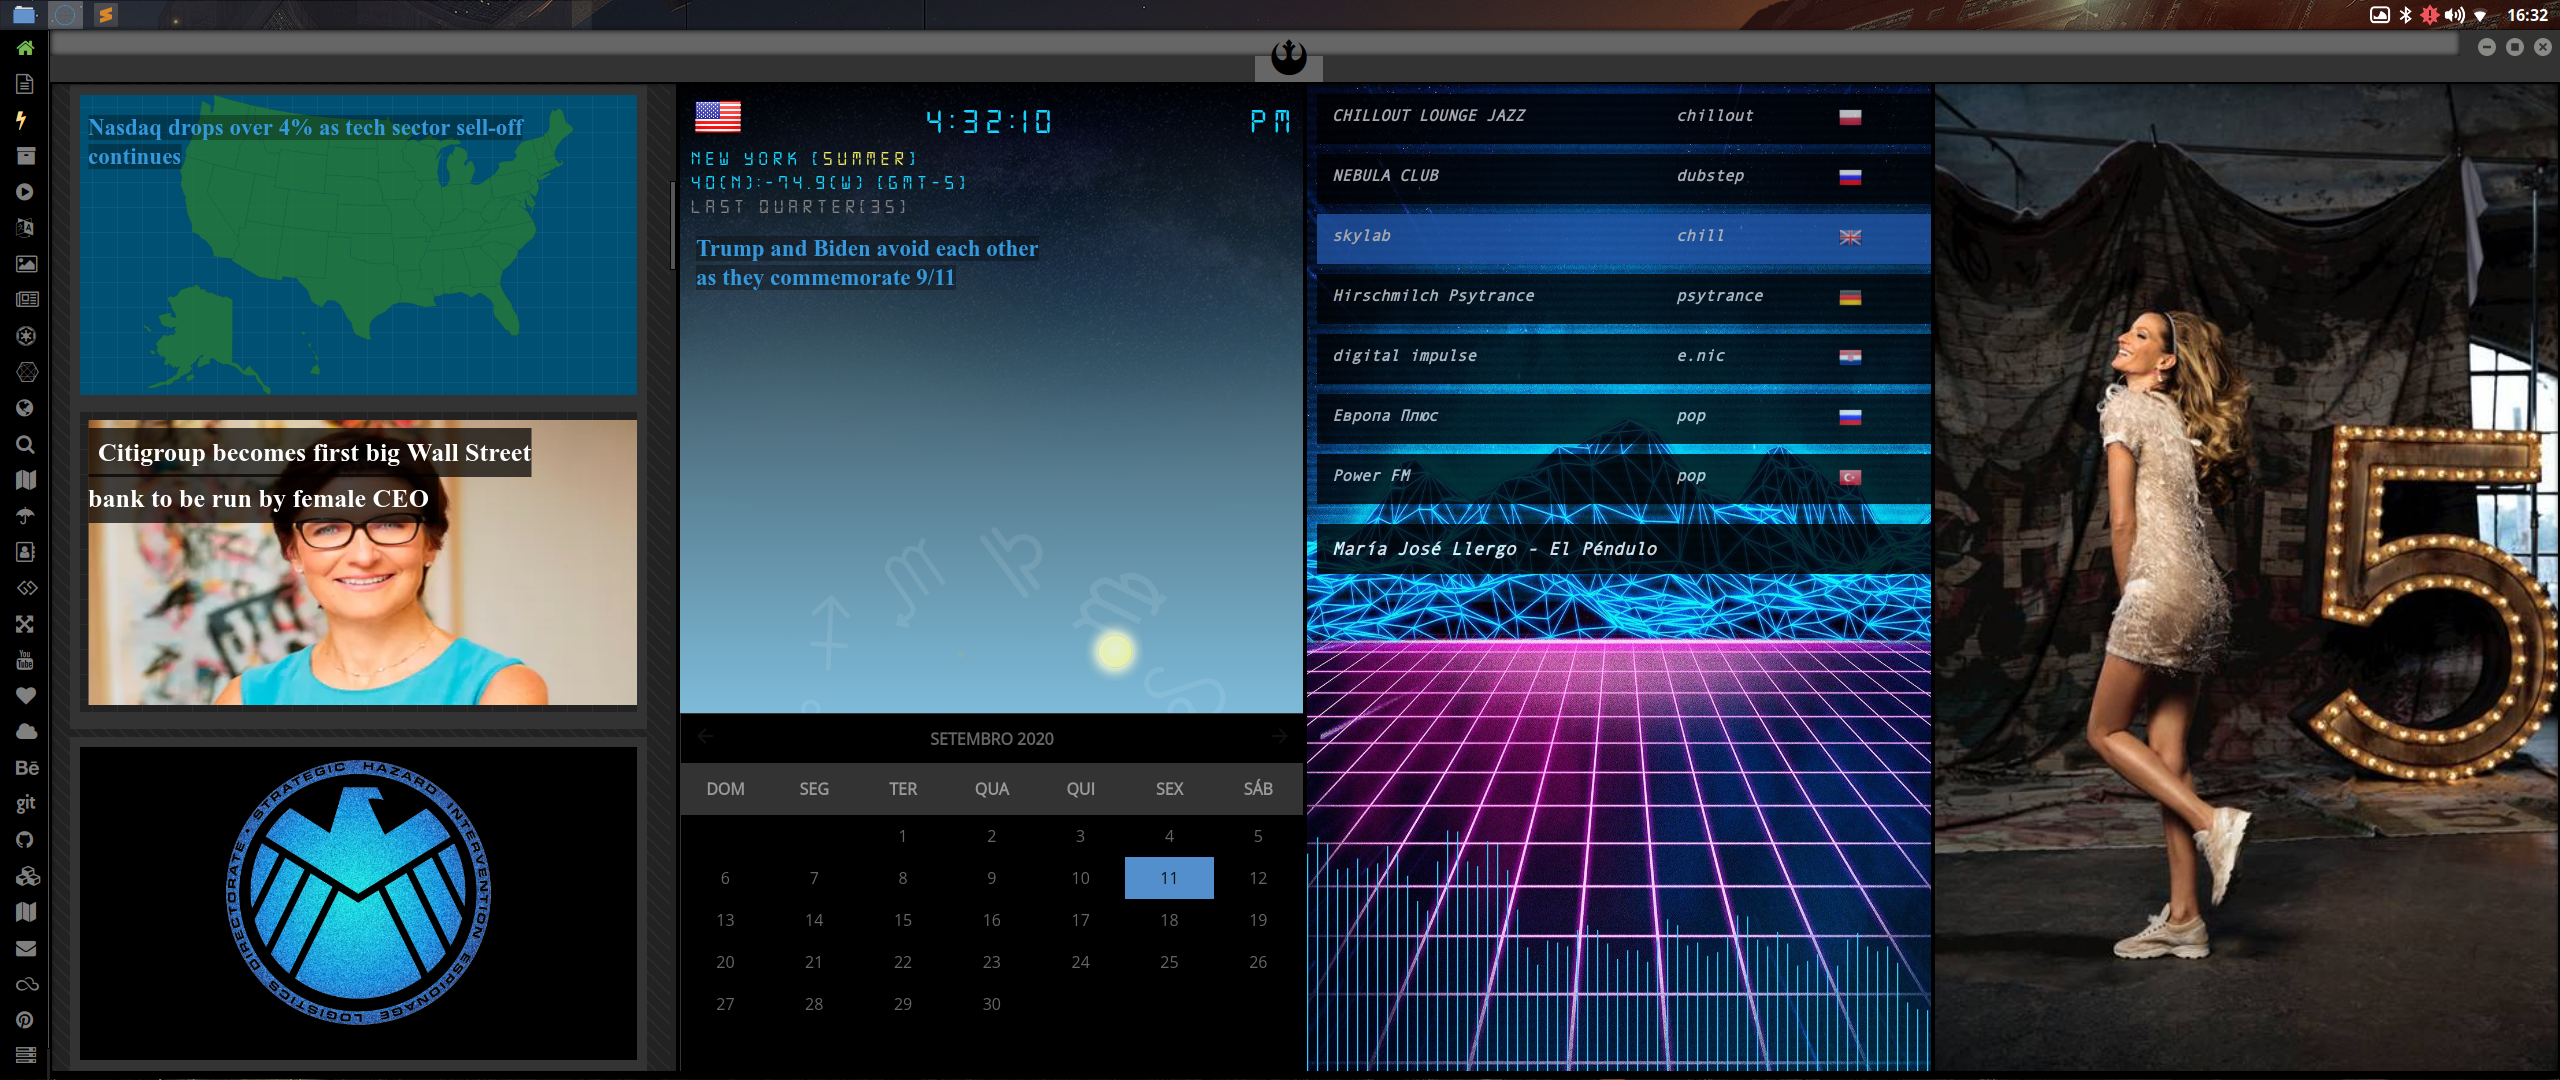 16:32
Nasdaq drops over 4% as tech sector sell-off
continues
Citigroup becomes first big Wall Street
bank to be run by female CEO
STRATEGIC HAZARD INTERVENTION ESPIONAGE LOGISTICS DIRECTORATE •
4:32:10 PM
NEW YORK [SUMMER]
40(N):-74.9(W) [GMT-5]
LAST QUARTER[35]
Trump and Biden avoid each other
as they commemorate 9/11
SETEMBRO 2020
DOM SEG TER QUA QUI SEX SÁB
1 2 3 4 5
6 7 8 9 10 11 12
13 14 15 16 17 18 19
20 21 22 23 24 25 26
27 28 29 30
CHILLOUT LOUNGE JAZZ chillout
NEBULA CLUB dubstep
skylab chill
Hirschmilch Psytrance psytrance
digital impulse e.nic
Европа Плюс pop
Power FM pop
María José Llergo - El Péndulo
5
You
Tube
Bē
git